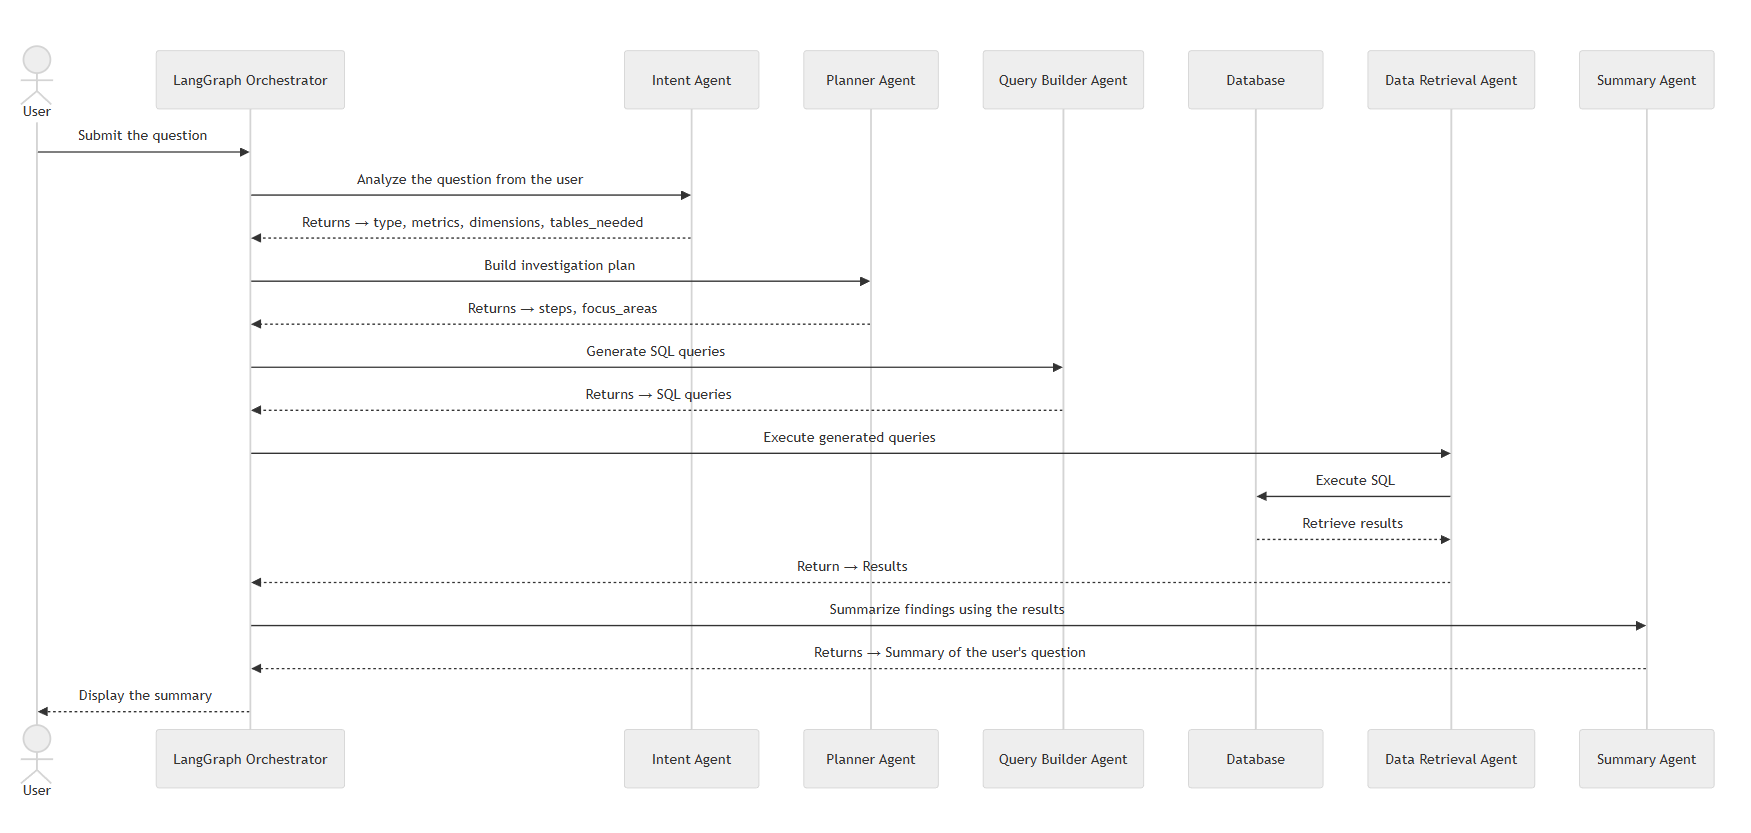 User
LangGraph Orchestrator
Intent Agent
Planner Agent
Query Builder Agent
Database
Data Retrieval Agent
Summary Agent
Submit the question
Analyze the question from the user
Returns → type, metrics, dimensions, tables_needed
Build investigation plan
Returns → steps, focus_areas
Generate SQL queries
Returns → SQL queries
Execute generated queries
Execute SQL
Retrieve results
Return → Results
Summarize findings using the results
Returns → Summary of the user's question
Display the summary
User
LangGraph Orchestrator
Intent Agent
Planner Agent
Query Builder Agent
Database
Data Retrieval Agent
Summary Agent